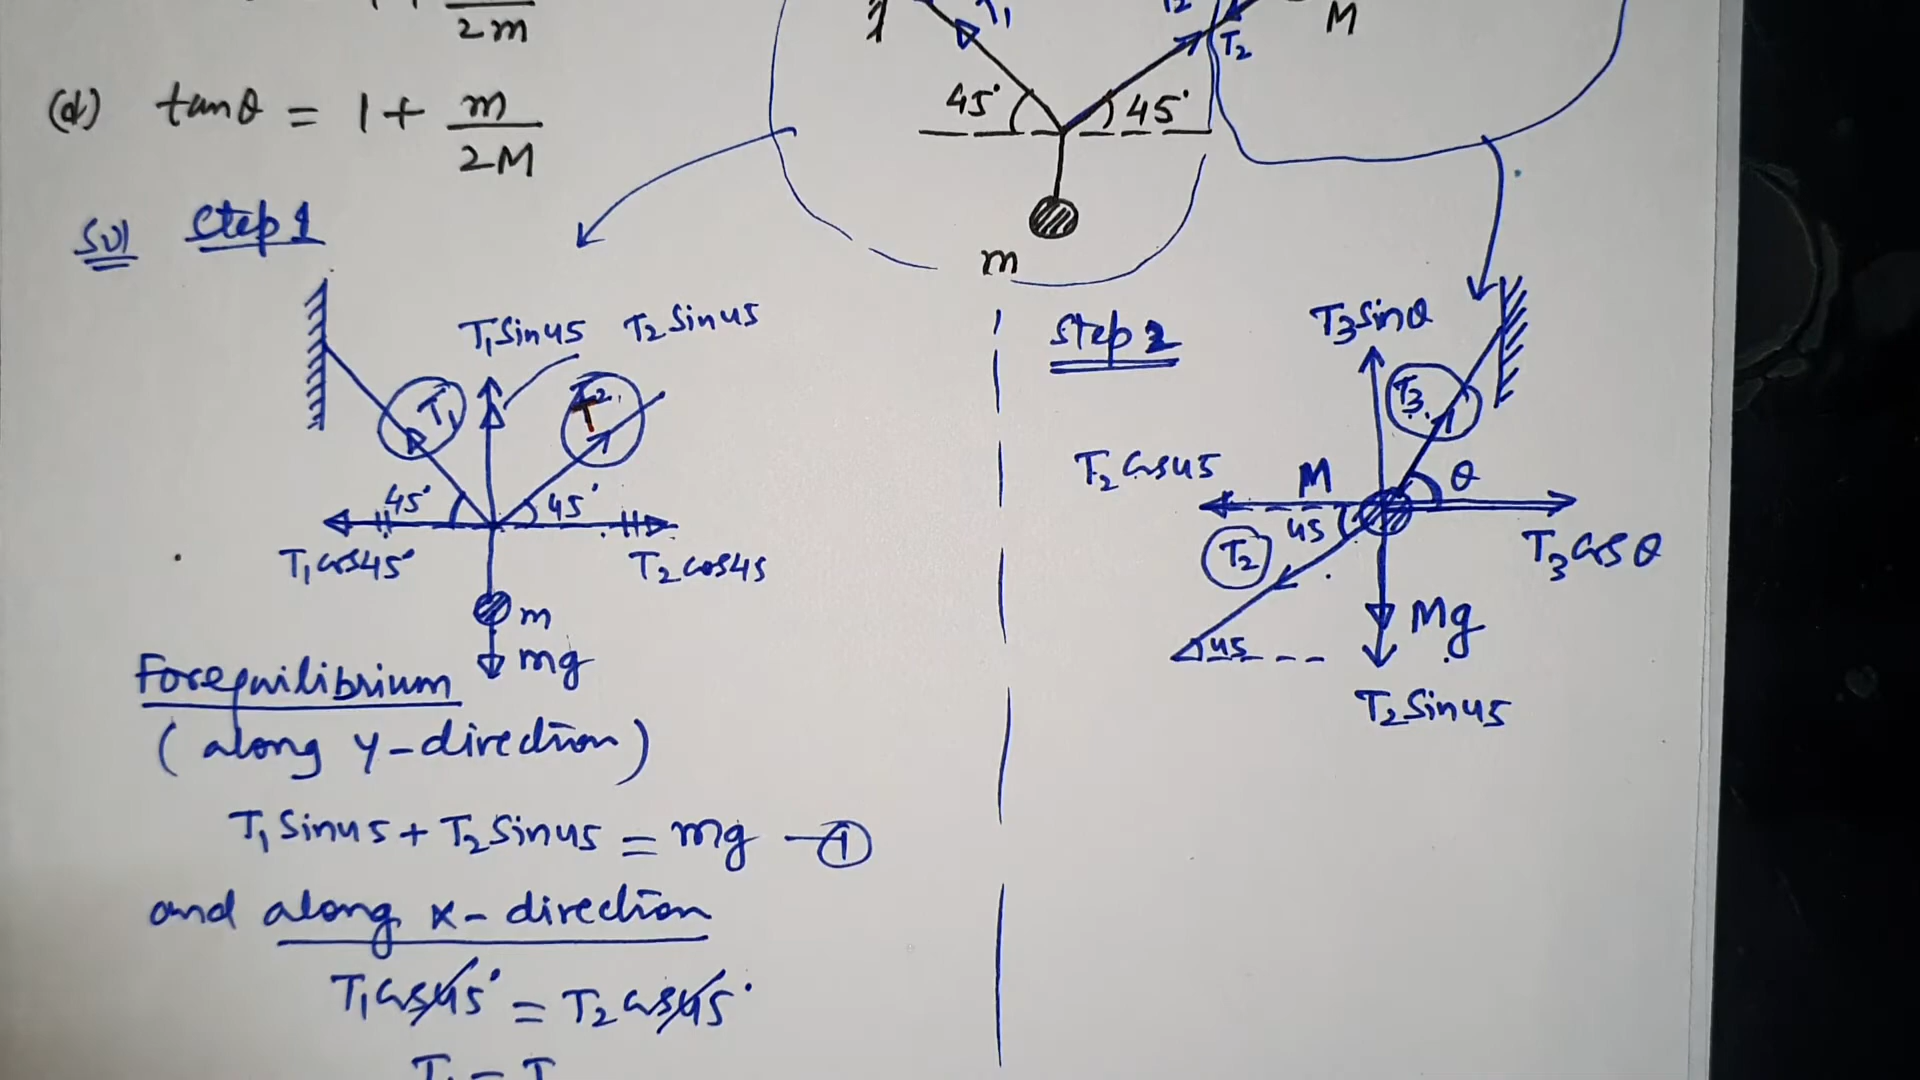 2m
T1
T2
M
T2
(d) tanθ = 1 + m/2M
45°
45°
m
Sol Step 1
T1 Sin45 T2 Sin45
T1
T
45°
45°
T1 cos45°
T2 cos45
m
mg
For equilibrium
(along y-direction)
T1 Sin45 + T2 Sin45 = mg —①
and along x-direction
T1 cos45° = T2 cos45°
Step 2
T3 sinθ
T3
T2 cos45
M
θ
45
T2
T3 cosθ
Mg
45
T2 Sin45